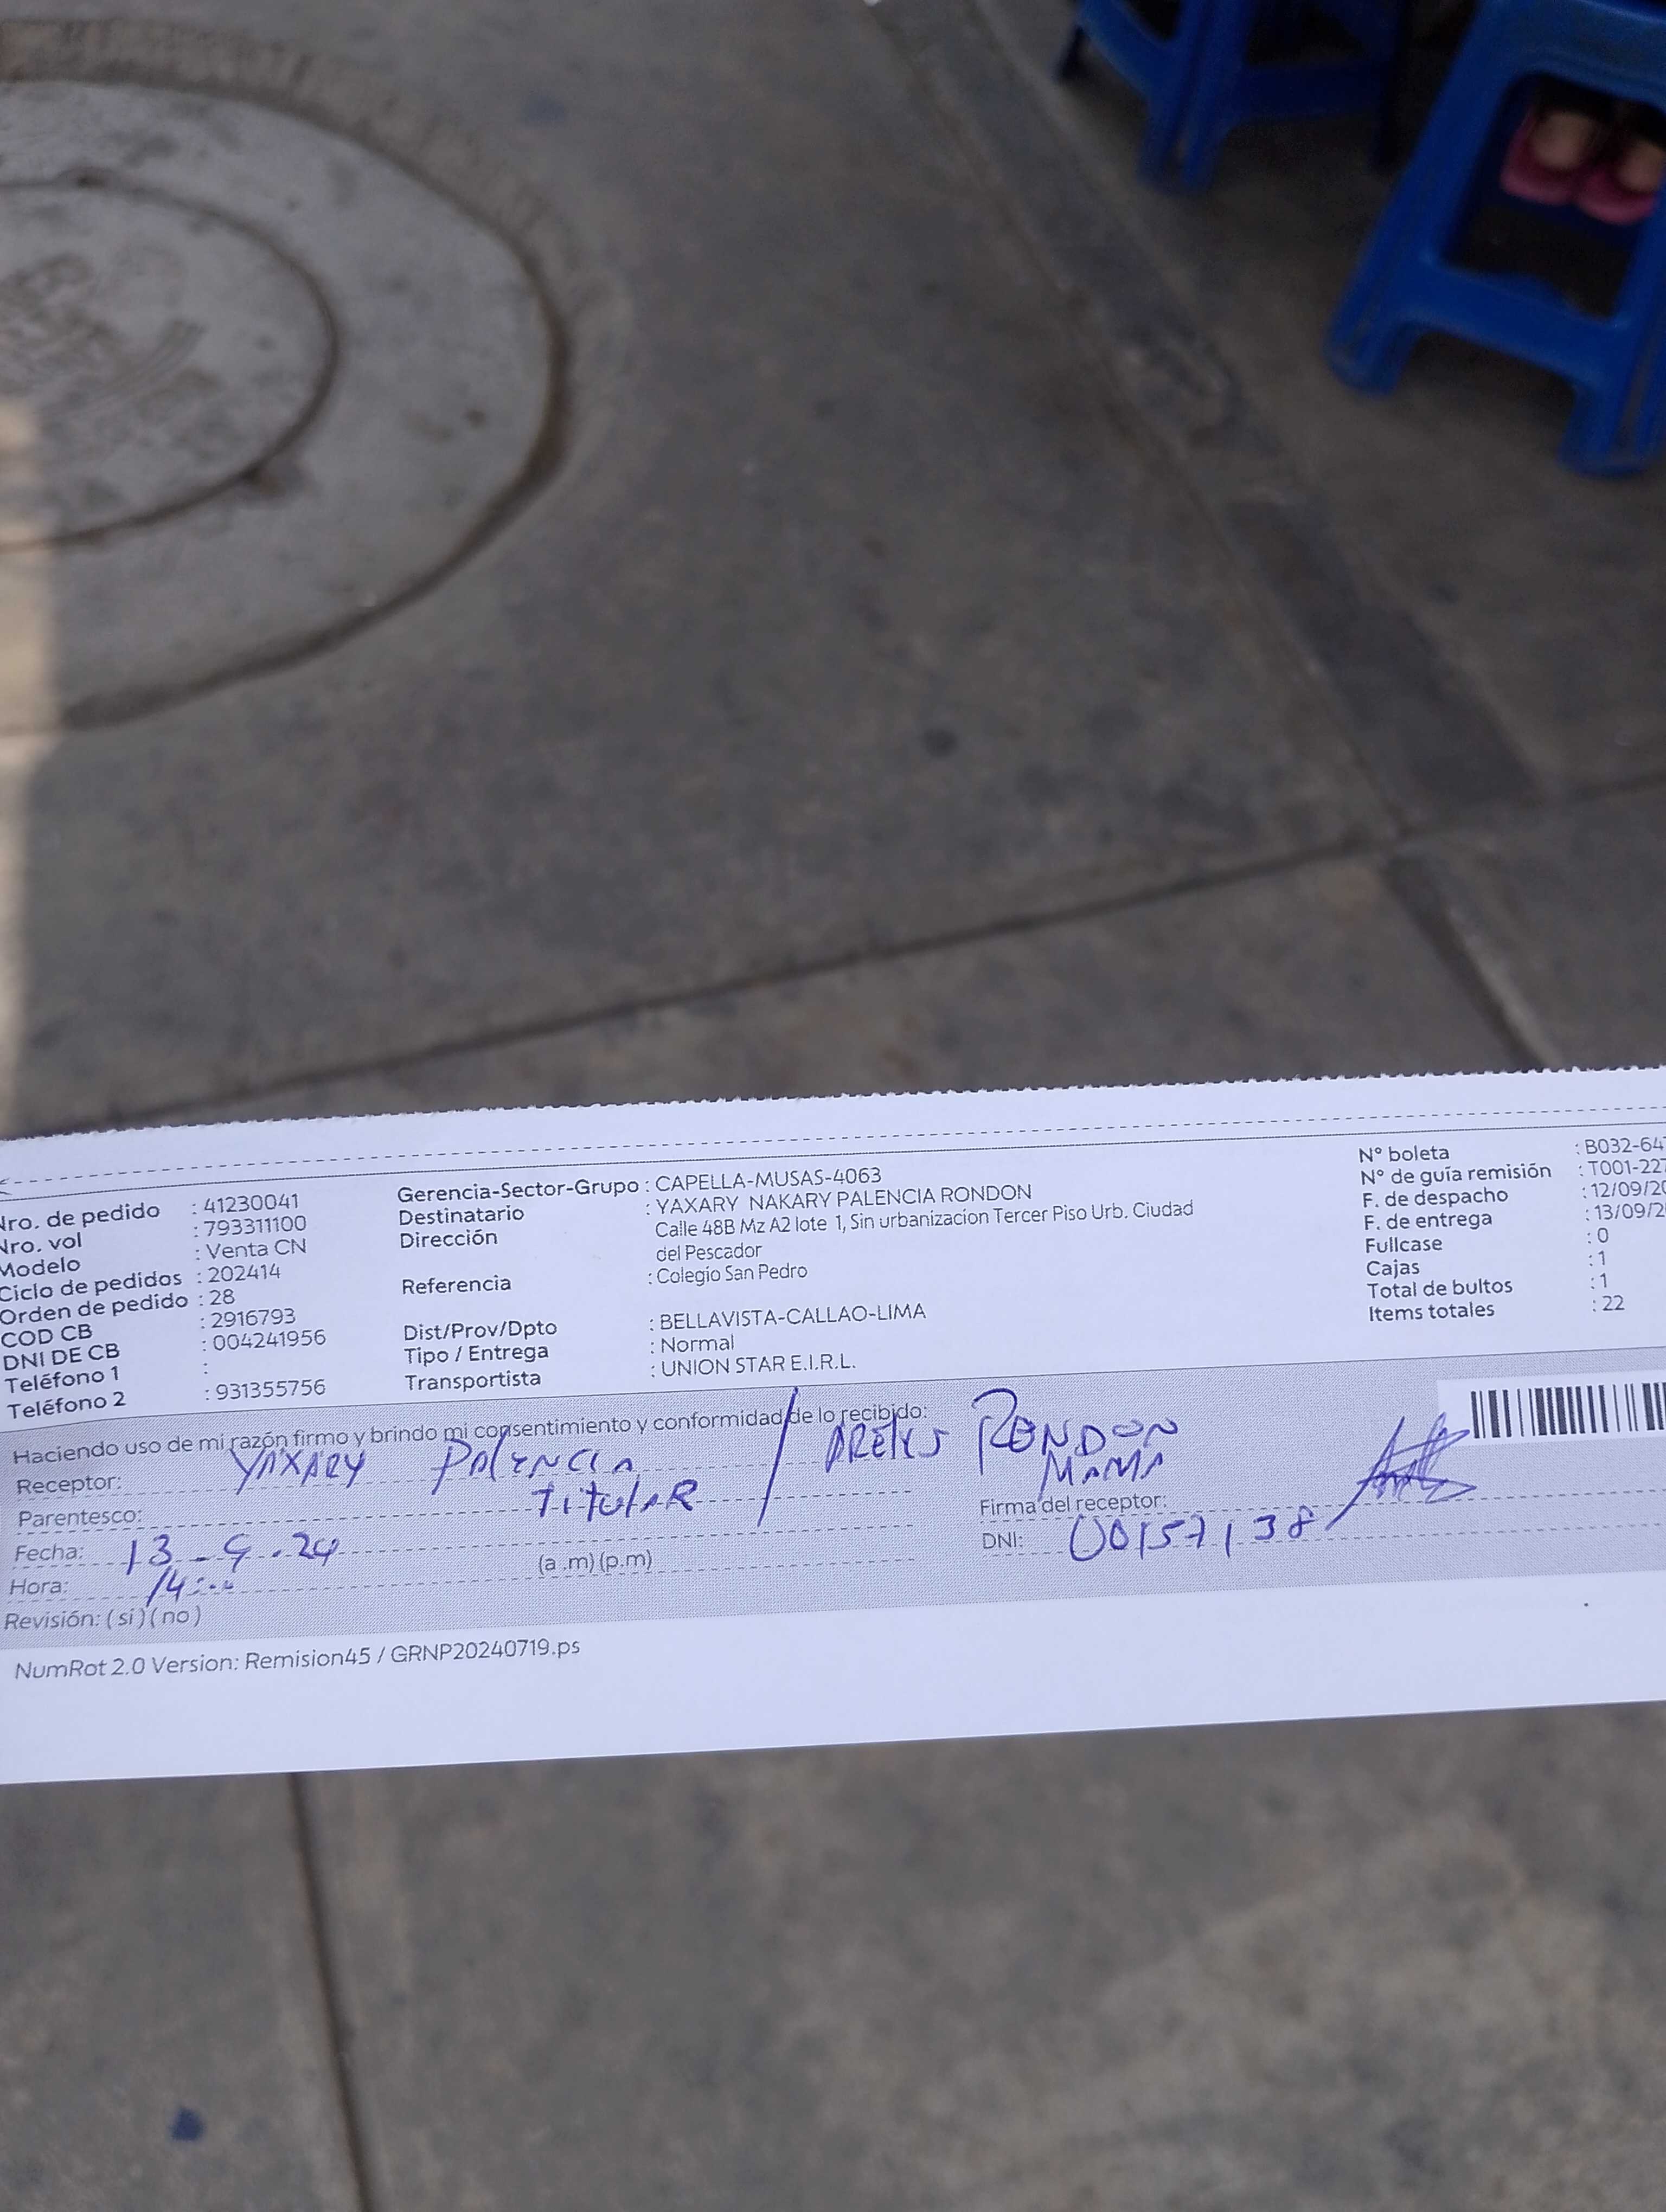 Nro. de pedido : 41230041
Nro. vol : 793311100
Modelo : Venta CN
Ciclo de pedidos : 202414
Orden de pedido : 28
COD CB : 2916793
DNI DE CB : 004241956
Teléfono 1 :
Teléfono 2 : 931355756
Gerencia-Sector-Grupo : CAPELLA-MUSAS-4063
Destinatario : YAXARY NAKARY PALENCIA RONDON
Dirección : Calle 48B Mz A2 lote 1, Sin urbanizacion Tercer Piso Urb. Ciudad
del Pescador
Referencia : Colegio San Pedro
Dist/Prov/Dpto : BELLAVISTA-CALLAO-LIMA
Tipo / Entrega : Normal
Transportista : UNION STAR E.I.R.L.
N° boleta : B032-64
N° de guía remisión : T001-227
F. de despacho : 12/09/20
F. de entrega : 13/09/2
Fullcase : 0
Cajas : 1
Total de bultos : 1
Items totales : 22
Haciendo uso de mi razón firmo y brindo mi consentimiento y conformidad de lo recibido:
Receptor: YAXARY PALENCIA / ARELYS RONDON
Parentesco: TITULAR MAMA
Firma del receptor:
Fecha: 13-9-24
DNI: 00157138
Hora: 14:00 (a.m) (p.m)
Revisión: (si) (no)
NumRot 2.0 Version: Remision45 / GRNP20240719.ps